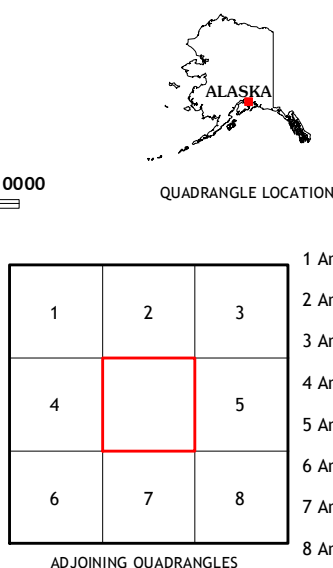 ALASKA
0000
QUADRANGLE LOCATION
1 2 3
4 5
6 7 8
1 An
2 An
3 An
4 An
5 An
6 An
7 An
8 An
ADJOINING QUADRANGLES